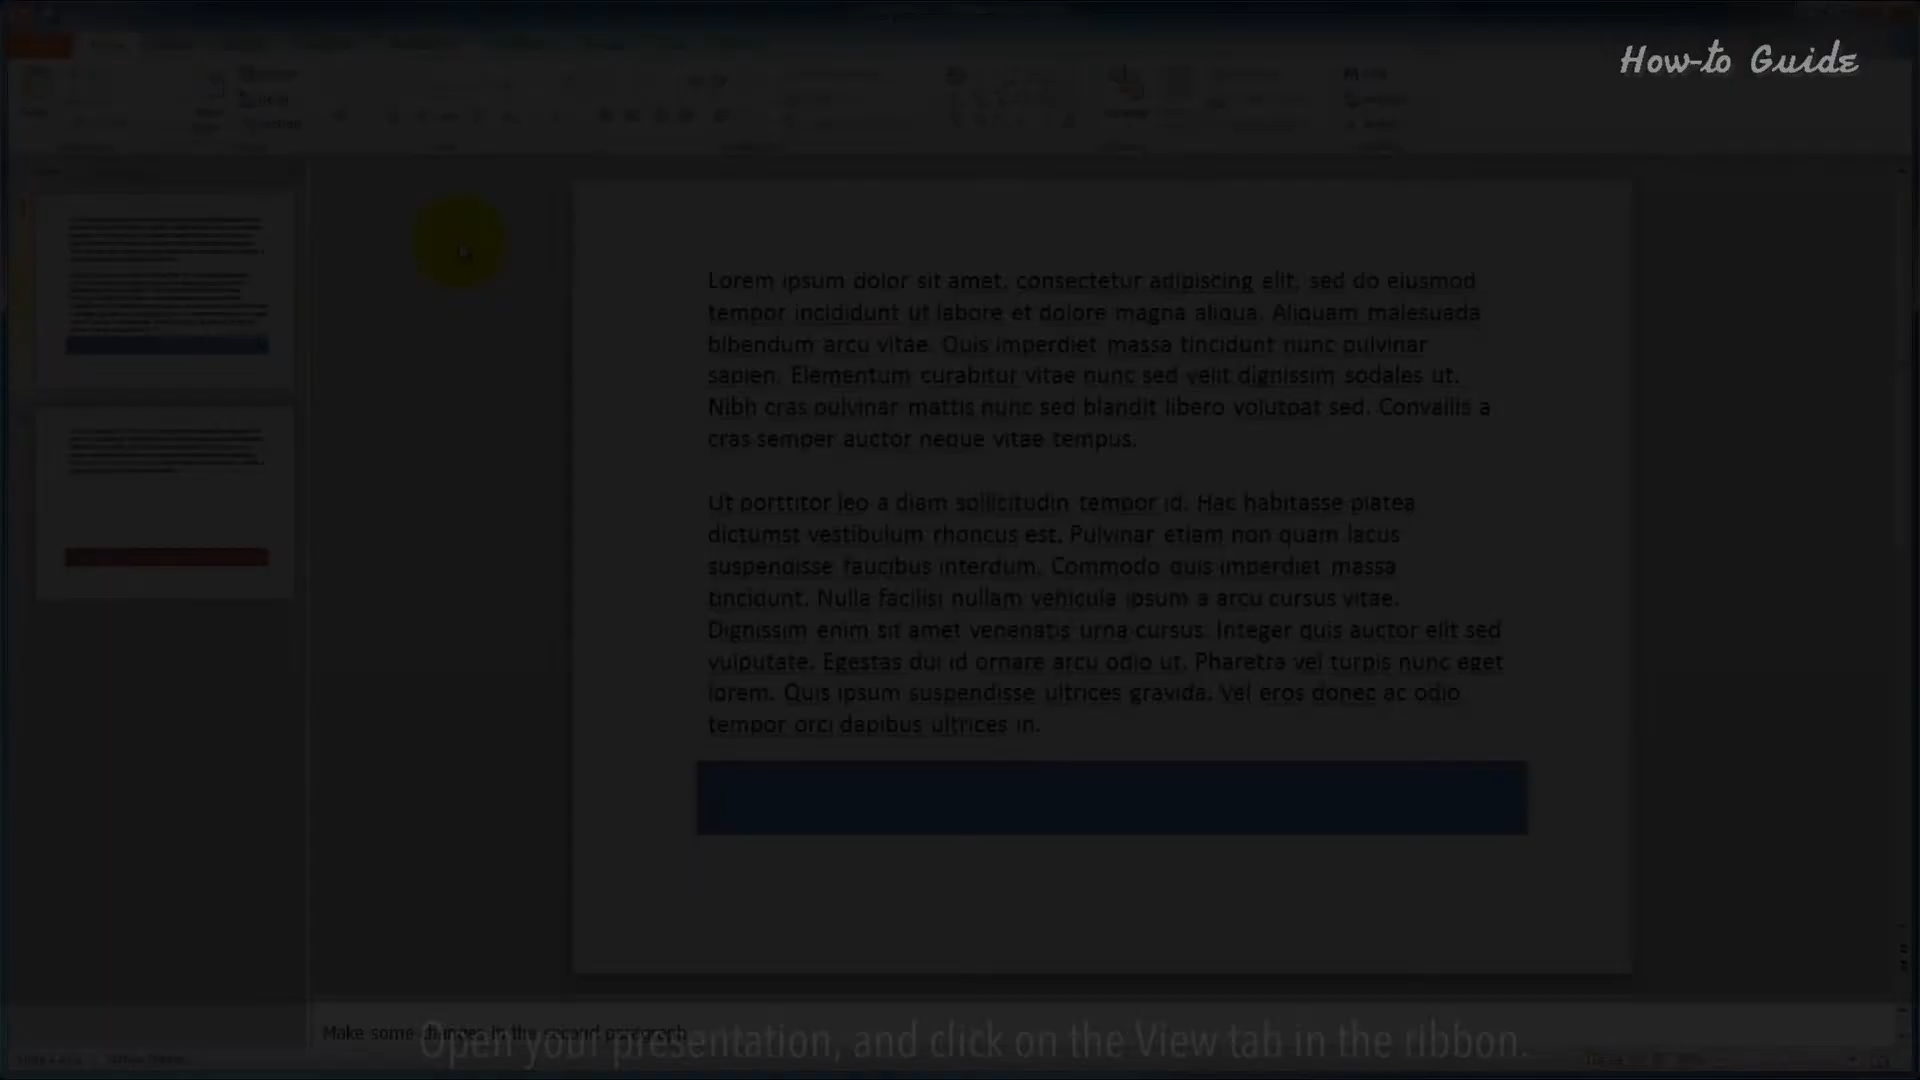 How-to Guide
Lorem ipsum dolor sit amet, consectetur adipiscing elit, sed do eiusmod
tempor incididunt ut labore et dolore magna aliqua. Aliquam malesuada
bibendum arcu vitae. Quis imperdiet massa tincidunt nunc pulvinar
sapien. Elementum curabitur vitae nunc sed velit dignissim sodales ut.
Nibh cras pulvinar mattis nunc sed blandit libero volutpat sed. Convallis a
cras semper auctor neque vitae tempus.
Ut porttitor leo a diam sollicitudin tempor id. Hac habitasse platea
dictumst vestibulum rhoncus est. Pulvinar etiam non quam lacus
suspendisse faucibus interdum. Commodo quis imperdiet massa
tincidunt. Nulla facilisi nullam vehicula ipsum a arcu cursus vitae.
Dignissim enim sit amet venenatis urna cursus. Integer quis auctor elit sed
vulputate. Egestas dui id ornare arcu odio ut. Pharetra vel turpis nunc eget
lorem. Quis ipsum suspendisse ultrices gravida. Vel eros donec ac odio
tempor orci dapibus ultrices in.
Make some changes in the second paragraph
Open your presentation, and click on the View tab in the ribbon.